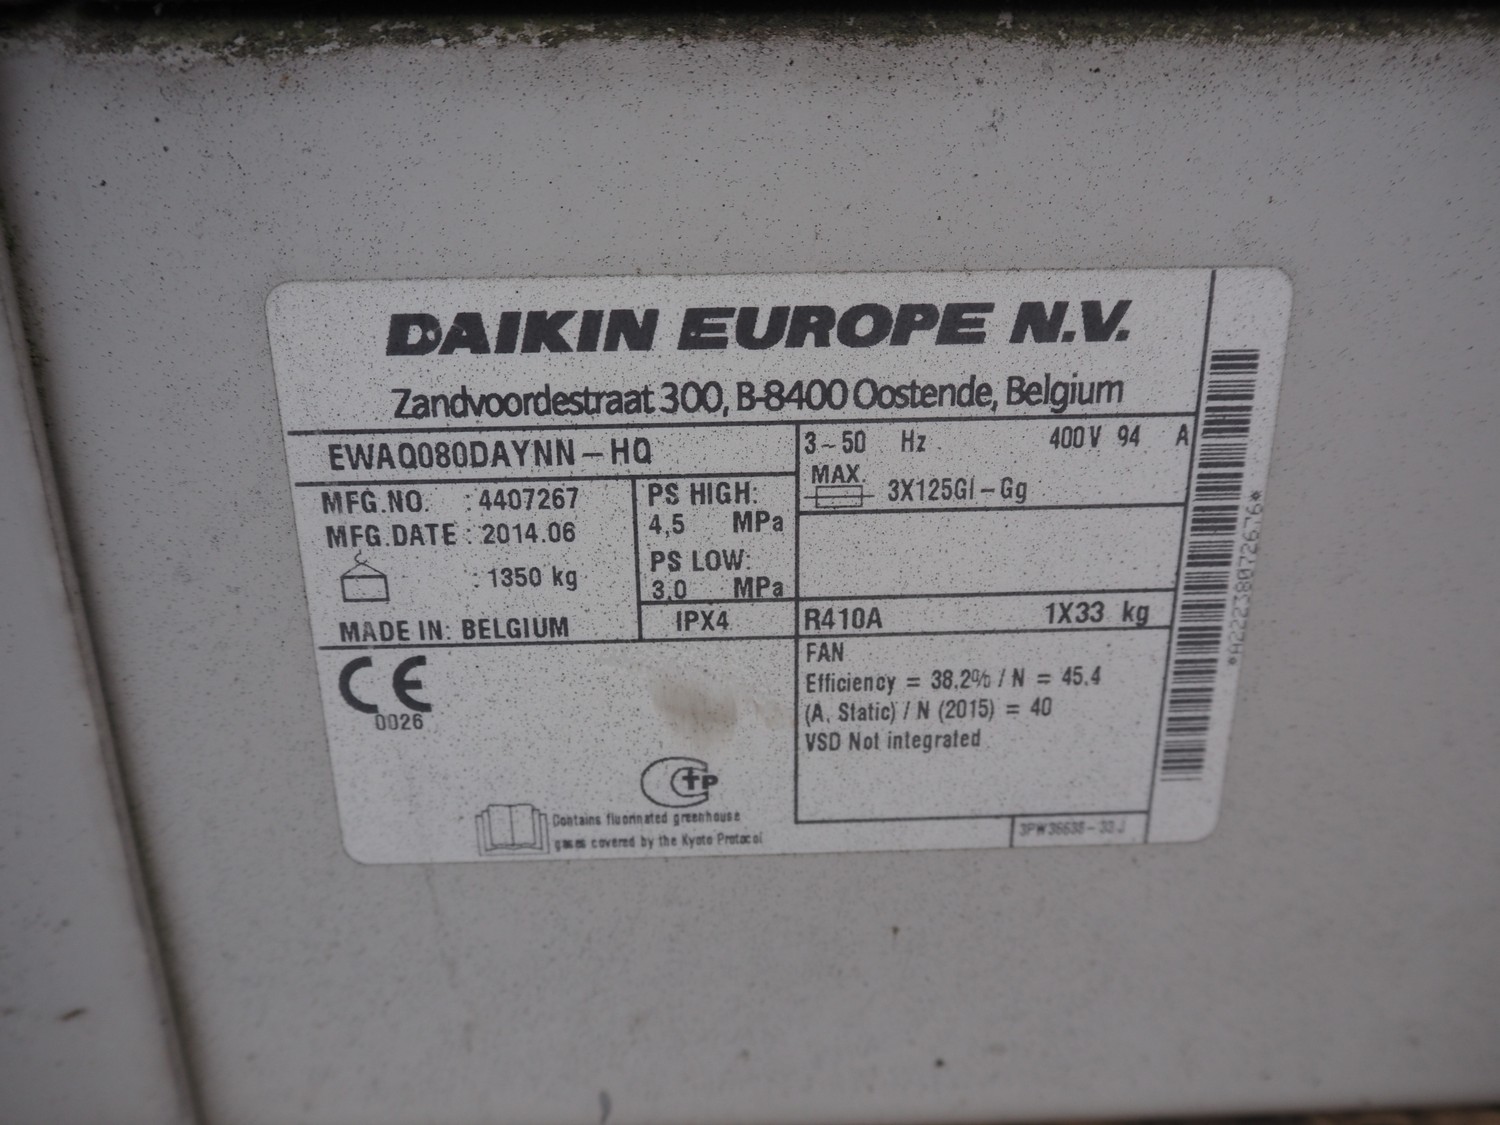 DAIKIN EUROPE N.V.
Zandvoordestraat 300, B-8400 Oostende, Belgium
EWAQ080DAYNN-HQ
3~50 Hz 400V 94 A
MAX. 3X125GI-Gg
MFG.NO. : 4407267
MFG.DATE : 2014.06
: 1350 kg
MADE IN: BELGIUM
PS HIGH:
4,5 MPa
PS LOW:
3,0 MPa
IPX4
R410A 1X33 kg
FAN
Efficiency = 38.2% / N = 45.4
(A, Static) / N (2015) = 40
VSD Not integrated
CE
0026
Contains fluorinated greenhouse
gases covered by the Kyoto Protocol
3PW36638-33J